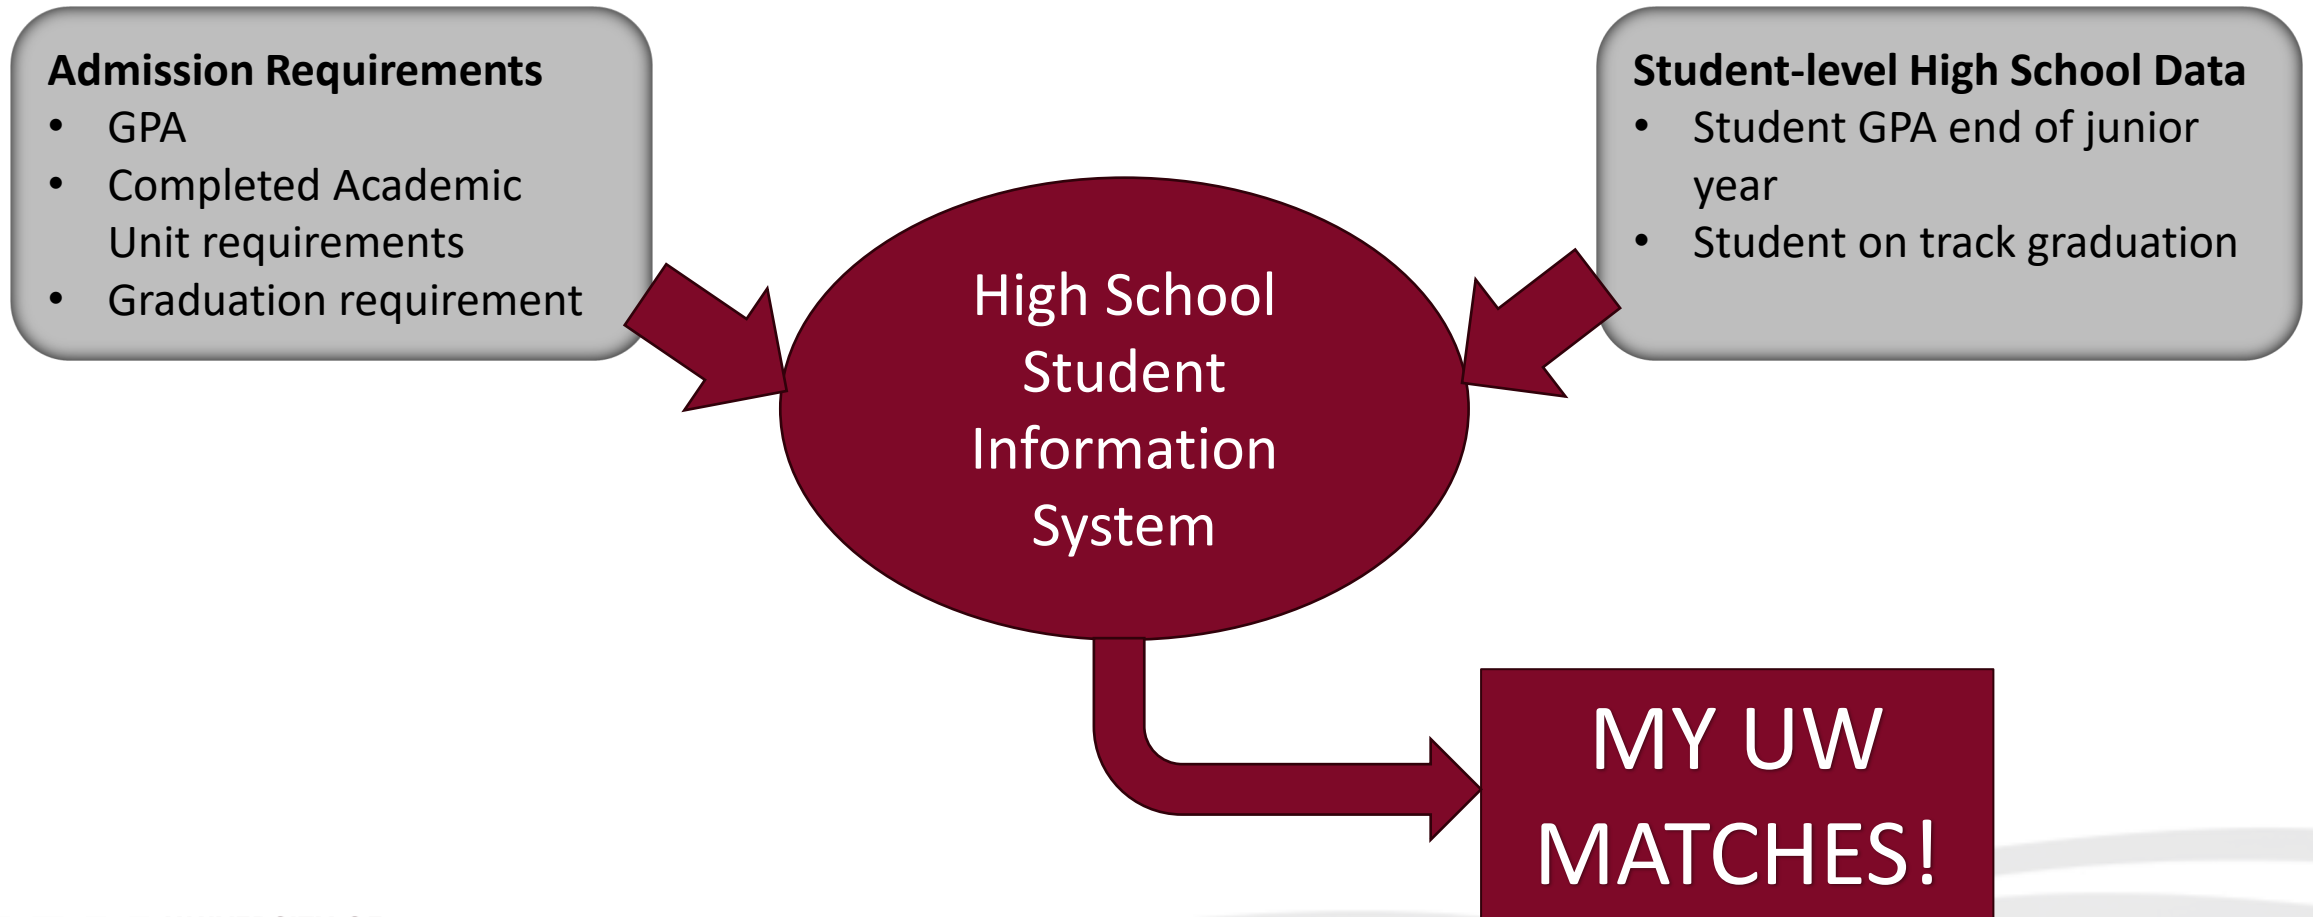 Admission Requirements
• GPA
• Completed Academic
Unit requirements
• Graduation requirement
Student-level High School Data
• Student GPA end of junior
year
• Student on track graduation
High School
Student
Information
System
MY UW
MATCHES!